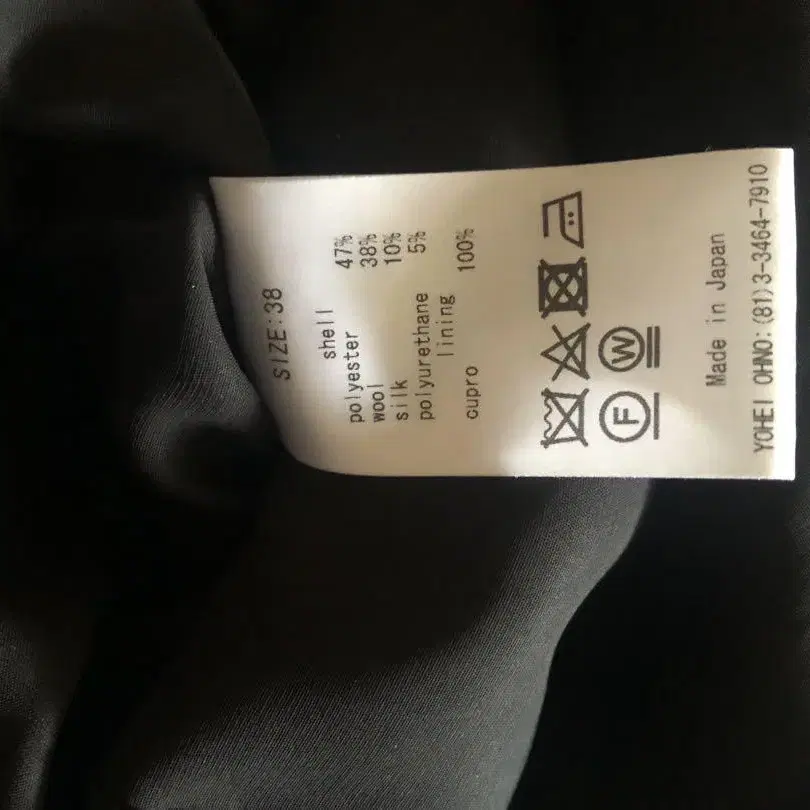 SIZE:38
shell
polyester 47%
wool 38%
silk 10%
polyurethane 5%
lining
cupro 100%
F W
Made in Japan
YOHEI OHNO:(81)3-3464-7910